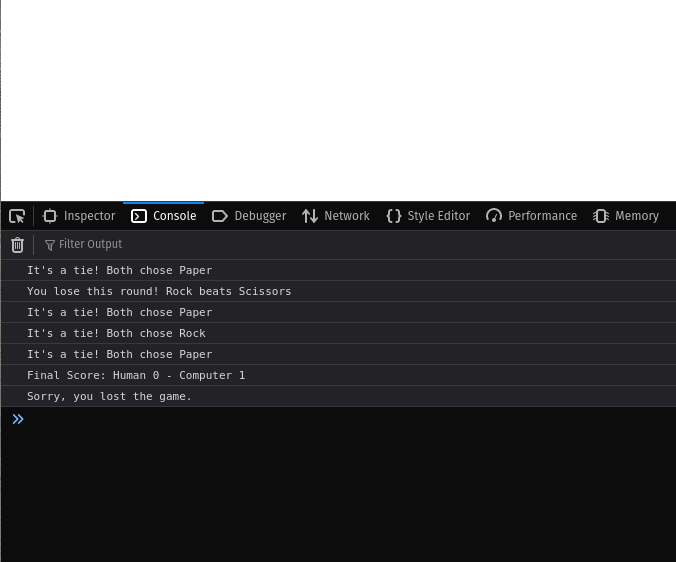 Inspector Console Debugger Network Style Editor Performance Memory
Filter Output
It's a tie! Both chose Paper
You lose this round! Rock beats Scissors
It's a tie! Both chose Paper
It's a tie! Both chose Rock
It's a tie! Both chose Paper
Final Score: Human 0 - Computer 1
Sorry, you lost the game.